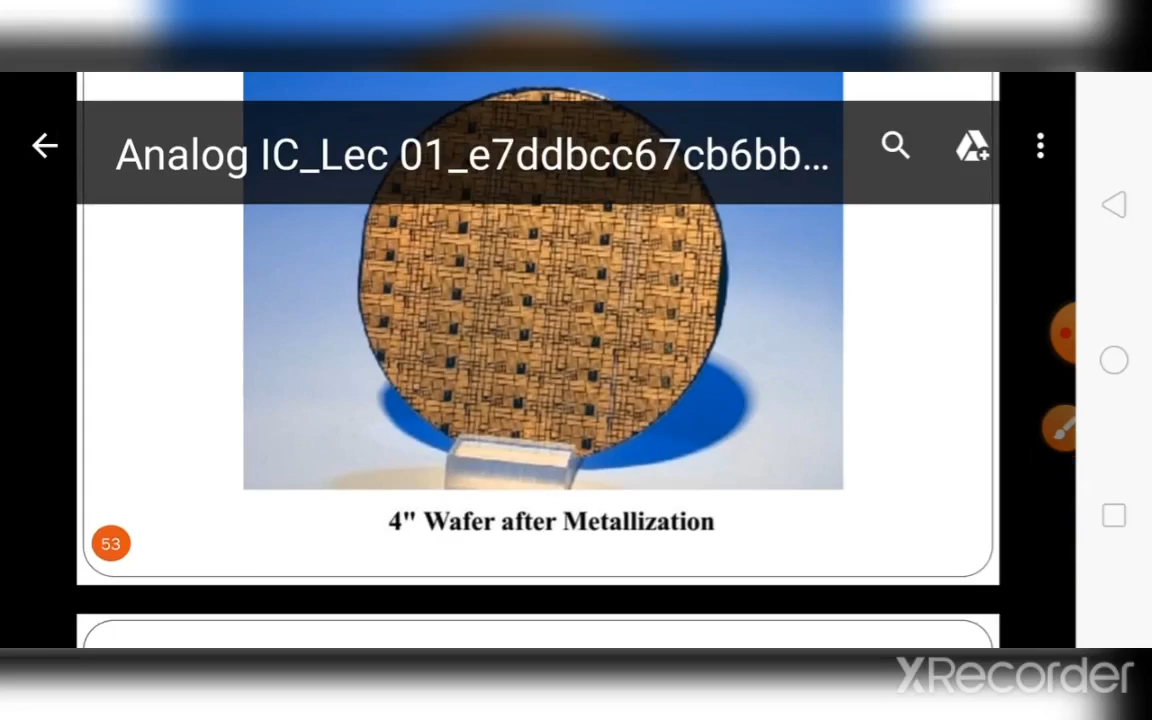 Analog IC_Lec 01_e7ddbcc67cb6bb...
4" Wafer after Metallization
53
XRecorder